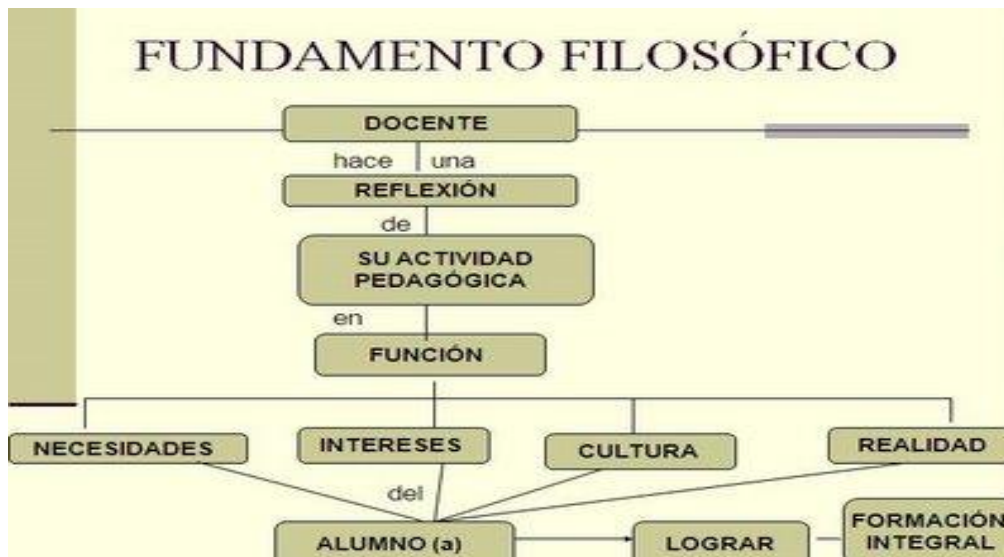 FUNDAMENTO FILOSÓFICO
DOCENTE
hace una
REFLEXIÓN
de
SU ACTIVIDAD
PEDAGÓGICA
en
FUNCIÓN
NECESIDADES
INTERESES
CULTURA
REALIDAD
del
ALUMNO (a)
LOGRAR
FORMACIÓN
INTEGRAL